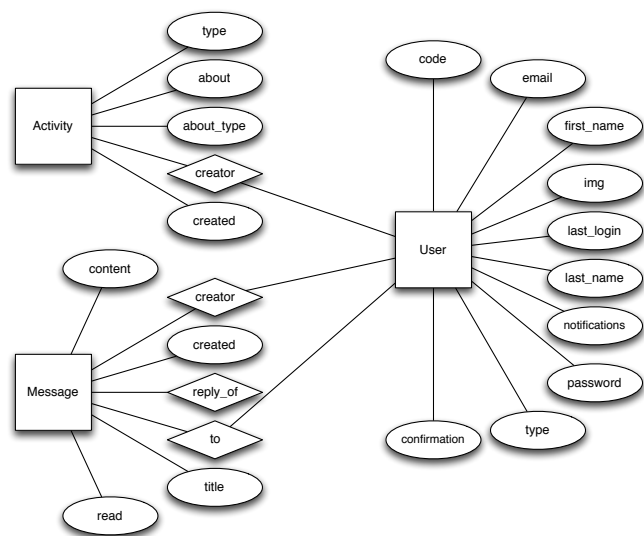 type
about
Activity
about_type
creator
created
code
email
first_name
img
last_login
User
last_name
notifications
password
type
confirmation
content
creator
created
Message
reply_of
to
title
read